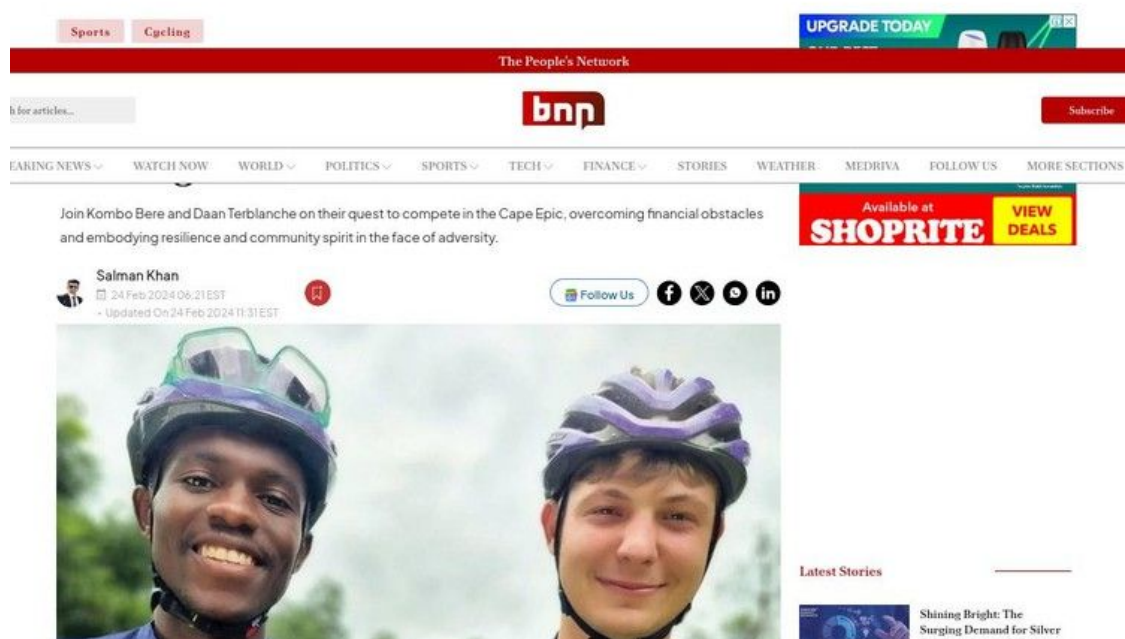 Sports Cycling
UPGRADE TODAY
The People's Network
h for articles...
bnn
Subscribe
EAKING NEWS WATCH NOW WORLD POLITICS SPORTS TECH FINANCE STORIES WEATHER MEDRIVA FOLLOW US MORE SECTIONS
Join Kombo Bere and Daan Terblanche on their quest to compete in the Cape Epic, overcoming financial obstacles
and embodying resilience and community spirit in the face of adversity.
Available at
SHOPRITE
VIEW
DEALS
Salman Khan
24 Feb 2024 06:21 EST
- Updated On 24 Feb 2024 11:31 EST
Follow Us
Latest Stories
Shining Bright: The
Surging Demand for Silver